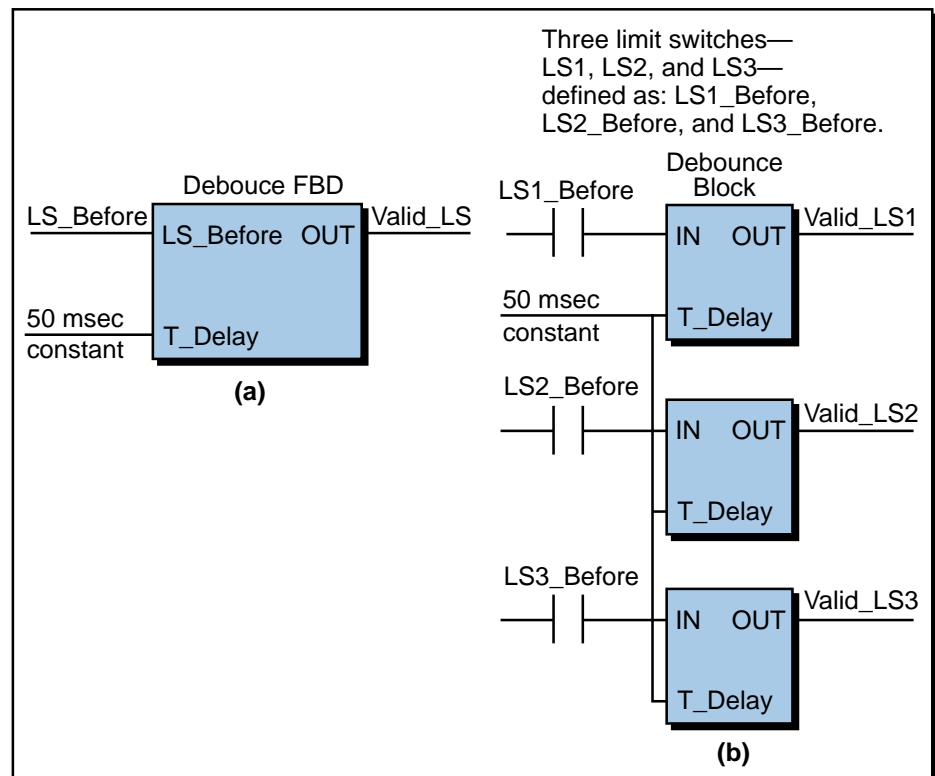 Three limit switches—
LS1, LS2, and LS3—
defined as: LS1_Before,
LS2_Before, and LS3_Before.
Debouce FBD
LS_Before
Valid_LS
LS_Before OUT
50 msec
constant
T_Delay
(a)
Debounce
Block
LS1_Before
Valid_LS1
IN OUT
50 msec
constant
T_Delay
LS2_Before
Valid_LS2
IN OUT
T_Delay
LS3_Before
Valid_LS3
IN OUT
T_Delay
(b)